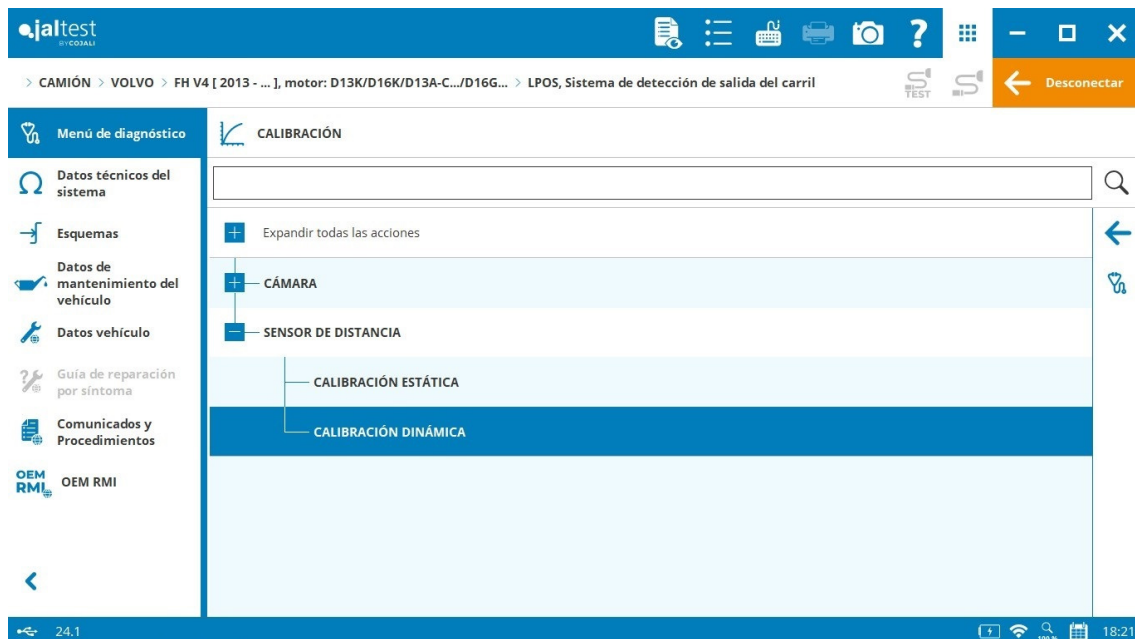 jaltest
BY COJALI
?
> CAMIÓN > VOLVO > FH V4 [ 2013 - ... ], motor: D13K/D16K/D13A-C.../D16G... > LPOS, Sistema de detección de salida del carril
TEST
Desconectar
Menú de diagnóstico
CALIBRACIÓN
Datos técnicos del
sistema
Esquemas
Expandir todas las acciones
Datos de
mantenimiento del
vehículo
CÁMARA
Datos vehículo
SENSOR DE DISTANCIA
Guía de reparación
por síntoma
CALIBRACIÓN ESTÁTICA
Comunicados y
Procedimientos
CALIBRACIÓN DINÁMICA
OEM
RMI
OEM RMI
24.1
100 %
18:21